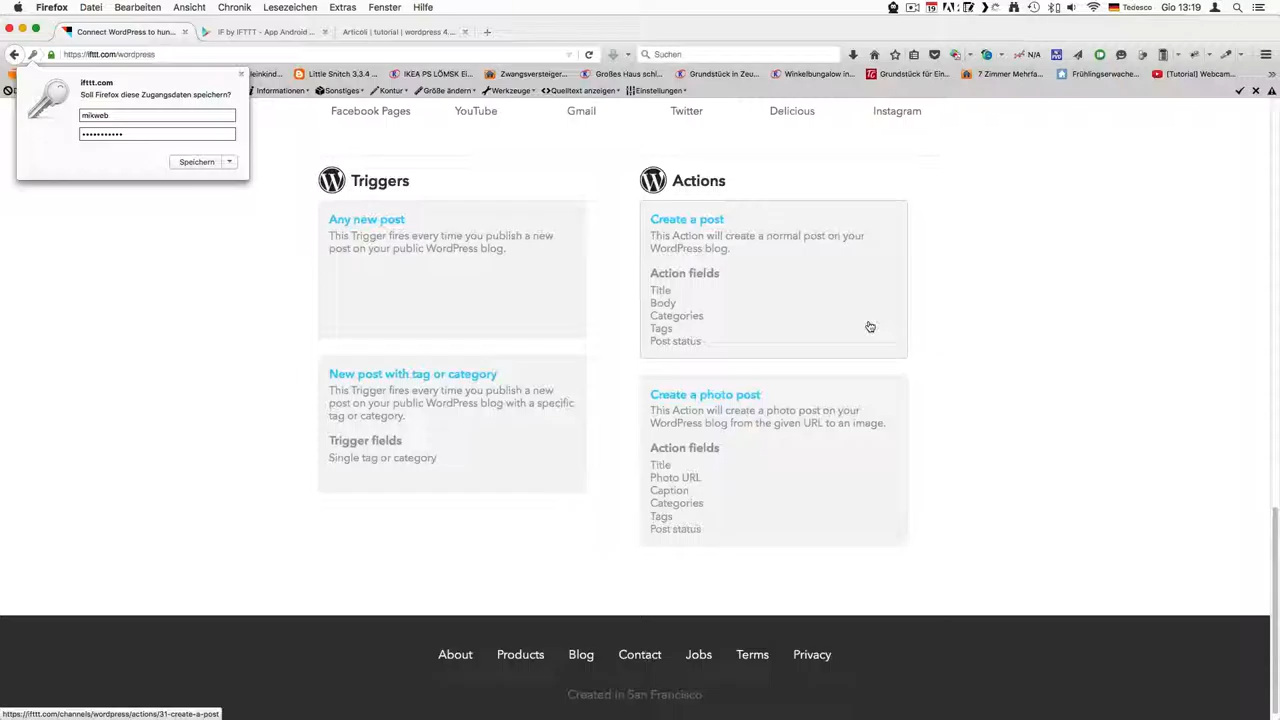 Firefox Datei Bearbeiten Ansicht Chronik Lesezeichen Extras Fenster Hilfe
19 Tedesco Gio 13:19
Connect WordPress to hun... IF by IFTTT - App Android ... Articoli | tutorial | wordpress 4....
https://ifttt.com/wordpress Suchen N/A
Little Snitch 3.3.4 ... IKEA PS LÖMSK Ei... Zwangsversteiger... Großes Haus schi... Grundstück in Zeul... Winkelbungalow in... Grundstück für Ein... 7 Zimmer Mehrfa... Frühlingserwache... [Tutorial] Webcam...
Informationen Sonstiges Kontur Größe ändern Werkzeuge Quelltext anzeigen Einstellungen
ifttt.com
Soll Firefox diese Zugangsdaten speichern?
mixweb
•••••••••••
Speichern
Facebook Pages YouTube Gmail Twitter Delicious Instagram
Triggers
Any new post
This Trigger fires every time you publish a new
post on your public WordPress blog.
New post with tag or category
This Trigger fires every time you publish a new
post on your public WordPress blog with a specific
tag or category.
Trigger fields
Single tag or category
Actions
Create a post
This Action will create a normal post on your
WordPress blog.
Action fields
Title
Body
Categories
Tags
Post status
Create a photo post
This Action will create a photo post on your
WordPress blog from the given URL to an image.
Action fields
Title
Photo URL
Caption
Categories
Tags
Post status
About Products Blog Contact Jobs Terms Privacy
Created in San Francisco
https://ifttt.com/channels/wordpress/actions/31-create-a-post